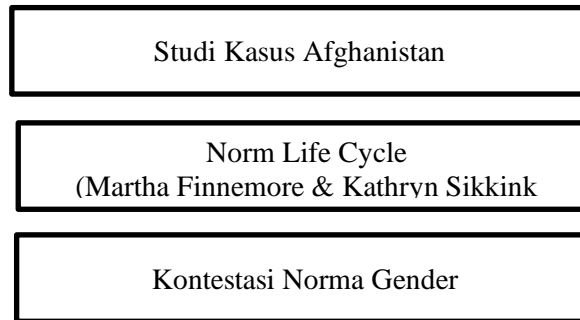 Studi Kasus Afghanistan
Norm Life Cycle
(Martha Finnemore & Kathryn Sikkink
Kontestasi Norma Gender